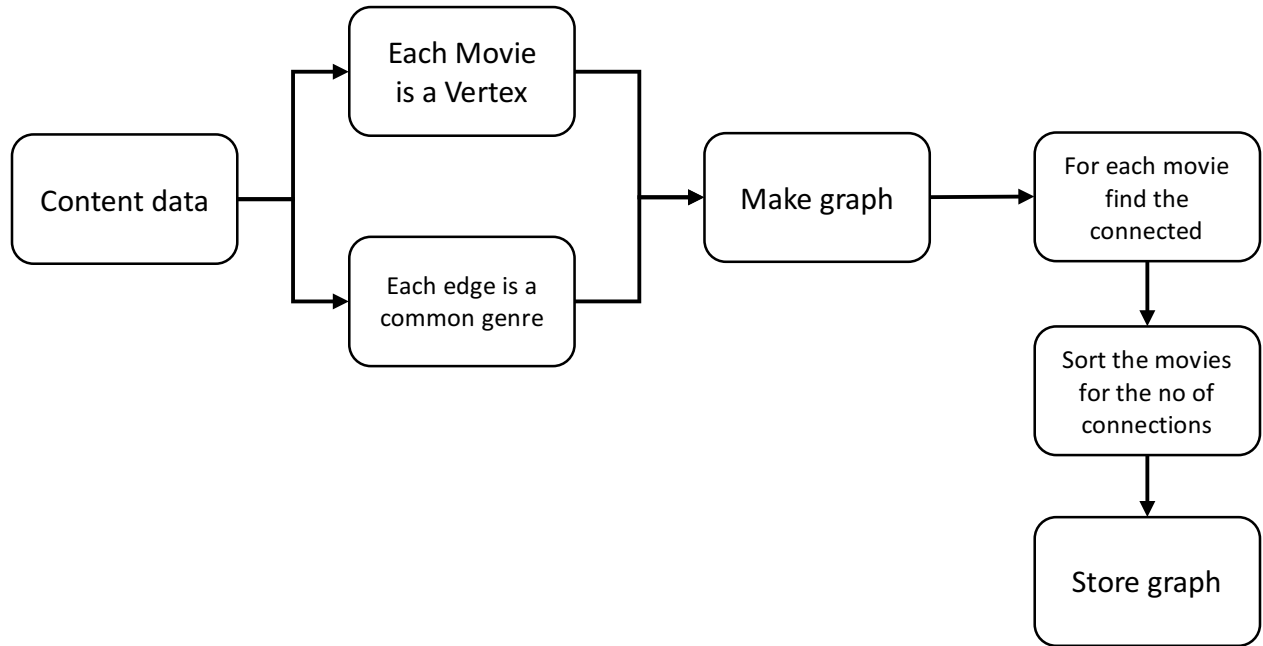 Content data
Each Movie
is a Vertex
Each edge is a
common genre
Make graph
For each movie
find the
connected
Sort the movies
for the no of
connections
Store graph